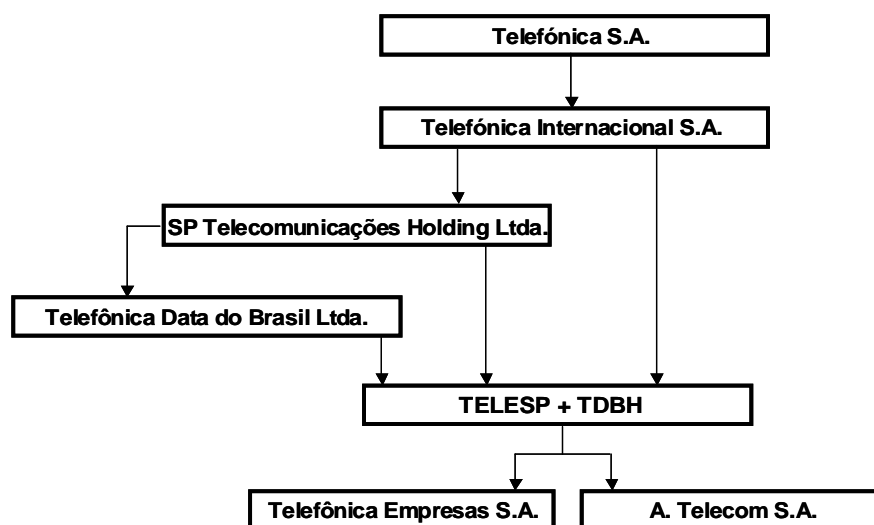 Telefónica S.A.
Telefónica Internacional S.A.
SP Telecomunicações Holding Ltda.
Telefônica Data do Brasil Ltda.
TELESP + TDBH
Telefônica Empresas S.A.
A. Telecom S.A.